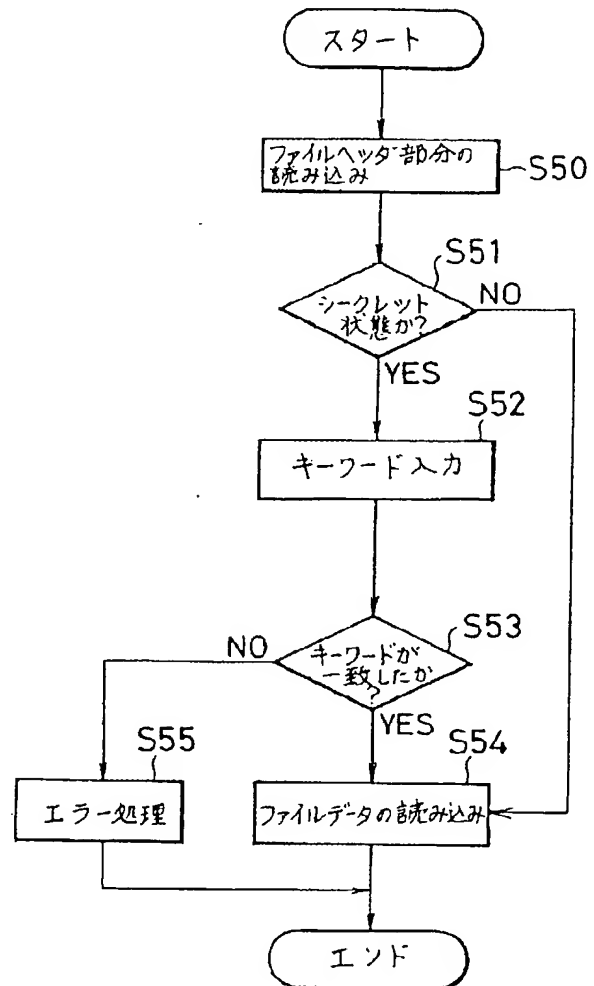 スタート
ファイルヘッダ部分の
読み込み
S50
S51
シークレット
状態か?
NO
YES
S52
キーワード入力
S53
キーワードが
一致したか
?
NO
YES
S55
エラー処理
S54
ファイルデータの読み込み
エンド